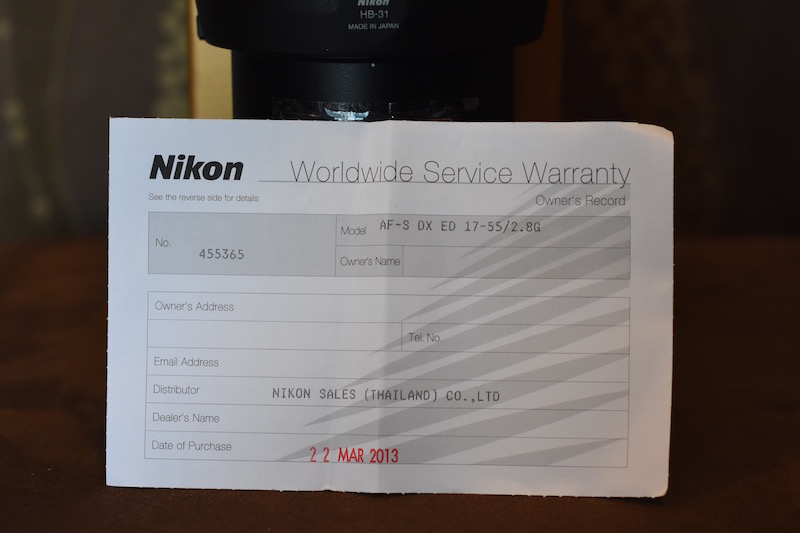 Nikon
HB-31
MADE IN JAPAN
Nikon Worldwide Service Warranty
See the reverse side for details Owner's Record
No. 455365
Model AF-S DX ED 17-55/2.8G
Owner's Name
Owner's Address
Tel. No.
Email Address
Distributor NIKON SALES (THAILAND) CO.,LTD
Dealer's Name
Date of Purchase 22 MAR 2013